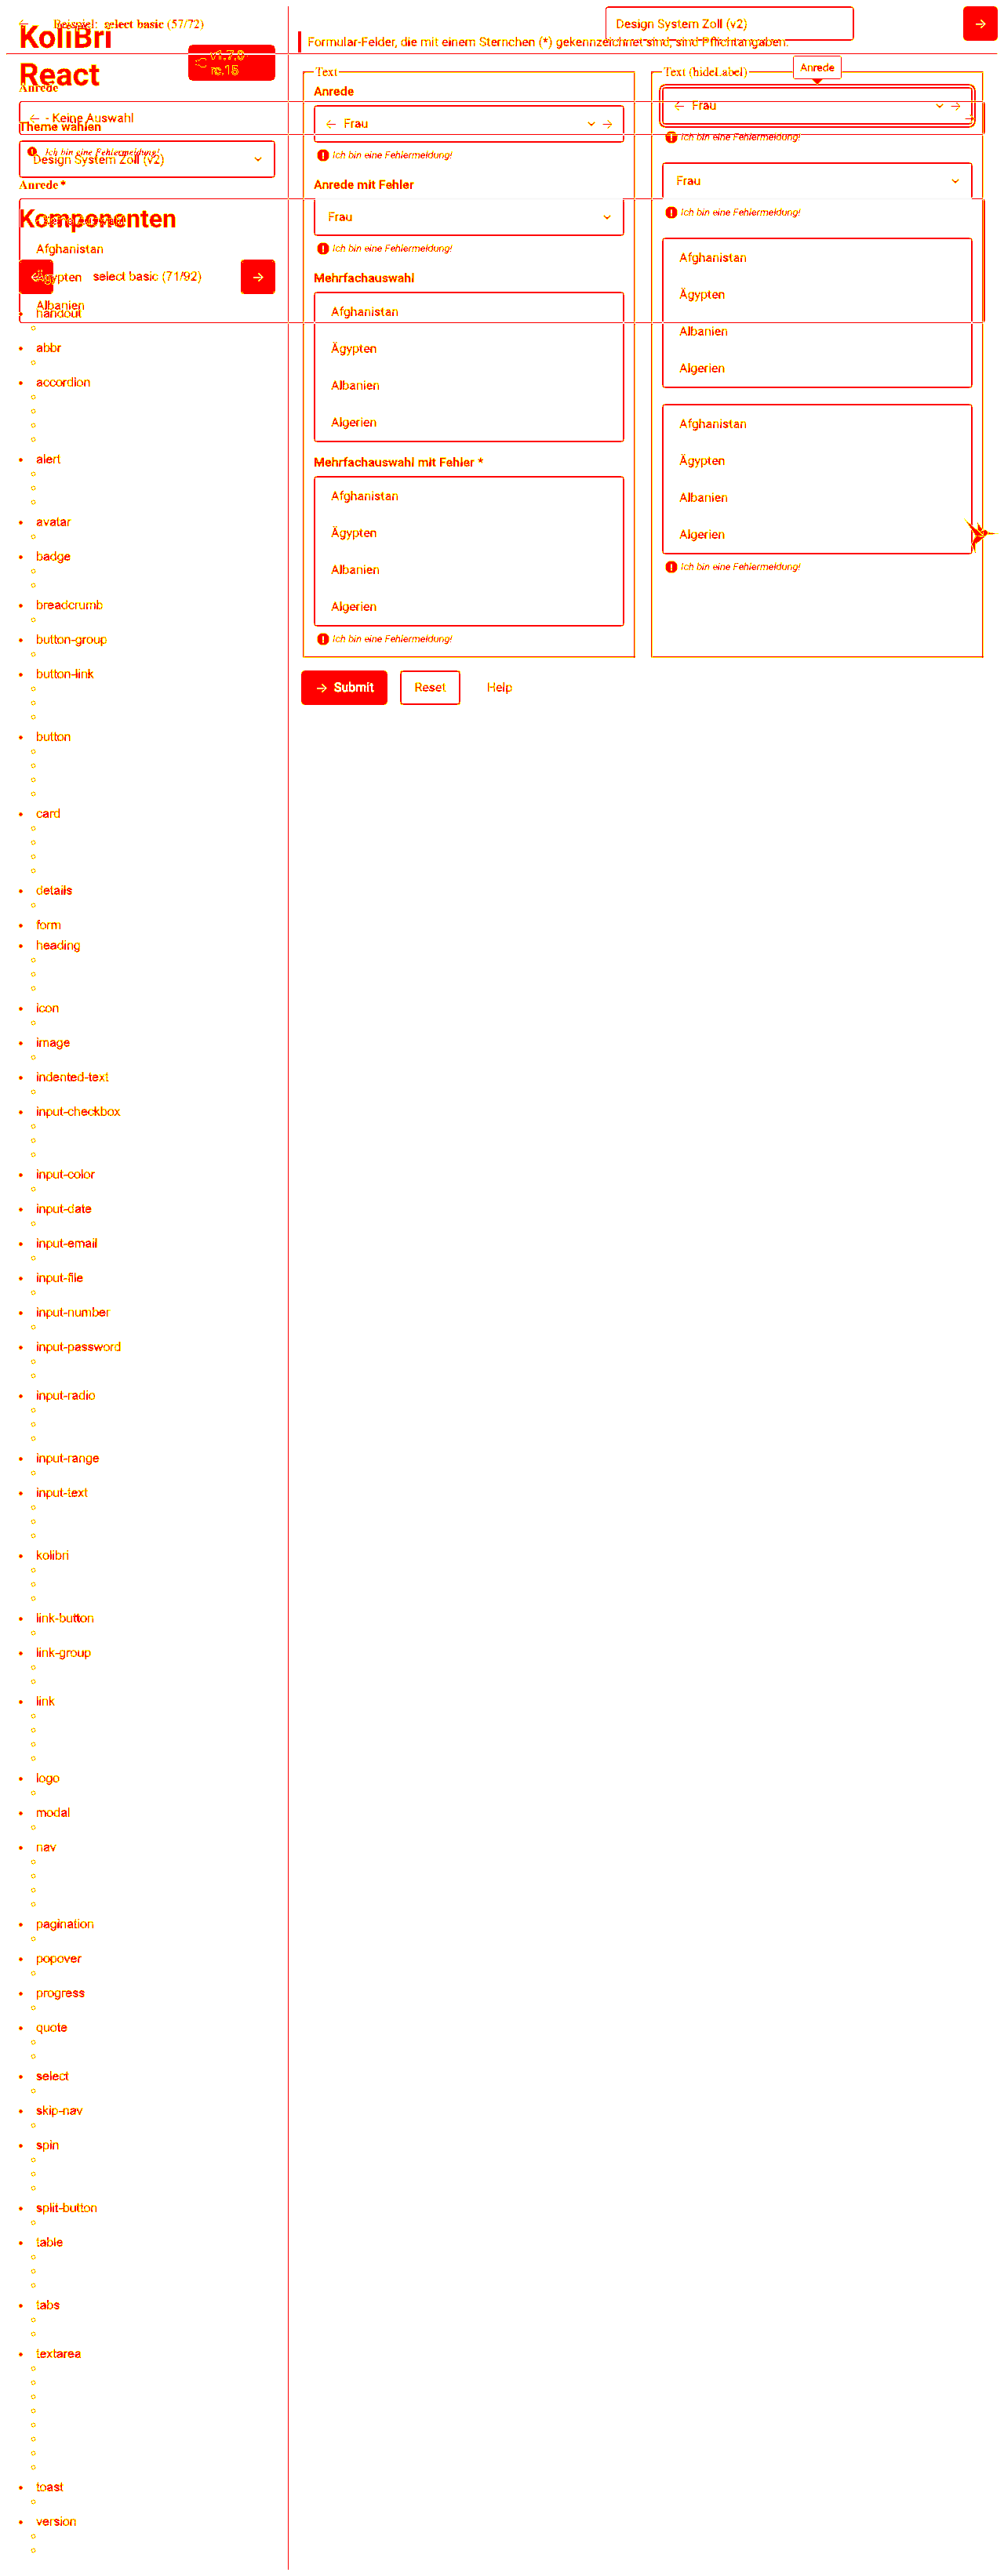 ← Beispiel: select basic (57/72)
Design System Zoll (v2)
→
KoliBri
React
v1.7.0-
rc.15
Anrede
← - Keine Auswahl
→
Theme wählen
Ich bin eine Fehlermeldung!
Design System Zoll (v2)
Anrede *
Komponenten
Afghanistan
Ägypten
Albanien
select basic (71/92)
→
handout
abbr
accordion
alert
avatar
badge
breadcrumb
button-group
button-link
button
card
details
form
heading
icon
image
indented-text
input-checkbox
input-color
input-date
input-email
input-file
input-number
input-password
input-radio
input-range
input-text
kolibri
link-button
link-group
link
logo
modal
nav
pagination
popover
progress
quote
select
skip-nav
spin
split-button
table
tabs
textarea
toast
version
Formular-Felder, die mit einem Sternchen (*) gekennzeichnet sind, sind Pflichtangaben.
Text
Anrede
← Frau →
Ich bin eine Fehlermeldung!
Anrede mit Fehler
Frau
Ich bin eine Fehlermeldung!
Mehrfachauswahl
Afghanistan
Ägypten
Albanien
Algerien
Mehrfachauswahl mit Fehler *
Afghanistan
Ägypten
Albanien
Algerien
Ich bin eine Fehlermeldung!
Text (hideLabel)
Anrede
← Frau →
Ich bin eine Fehlermeldung!
Frau
Ich bin eine Fehlermeldung!
Afghanistan
Ägypten
Albanien
Algerien
Afghanistan
Ägypten
Albanien
Algerien
Ich bin eine Fehlermeldung!
→ Submit
Reset
Help